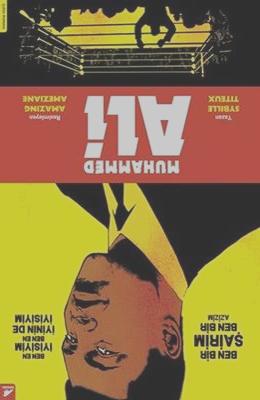 BEN BİR
ŞAİRİM
BEN BİR
AZİZİM
BEN EN
İYİSİYİM
BEN EN
İYİNİN DE
İYİSİYİM
MUHAMMED
ALİ
Yazan
SYBILLE
TITEUX
Resimleyen
AMAZING
AMEZIANE